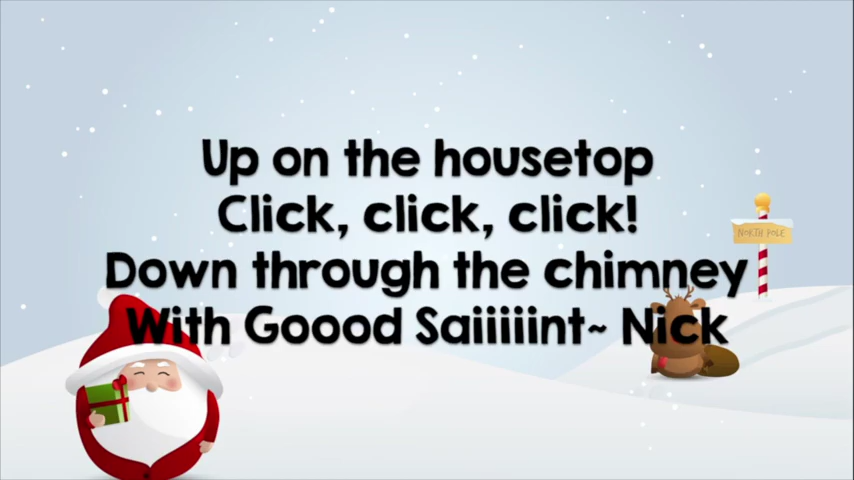 Up on the housetop
Click, click, click!
Down through the chimney
With Goood Saiiiiint~ Nick
NORTH POLE